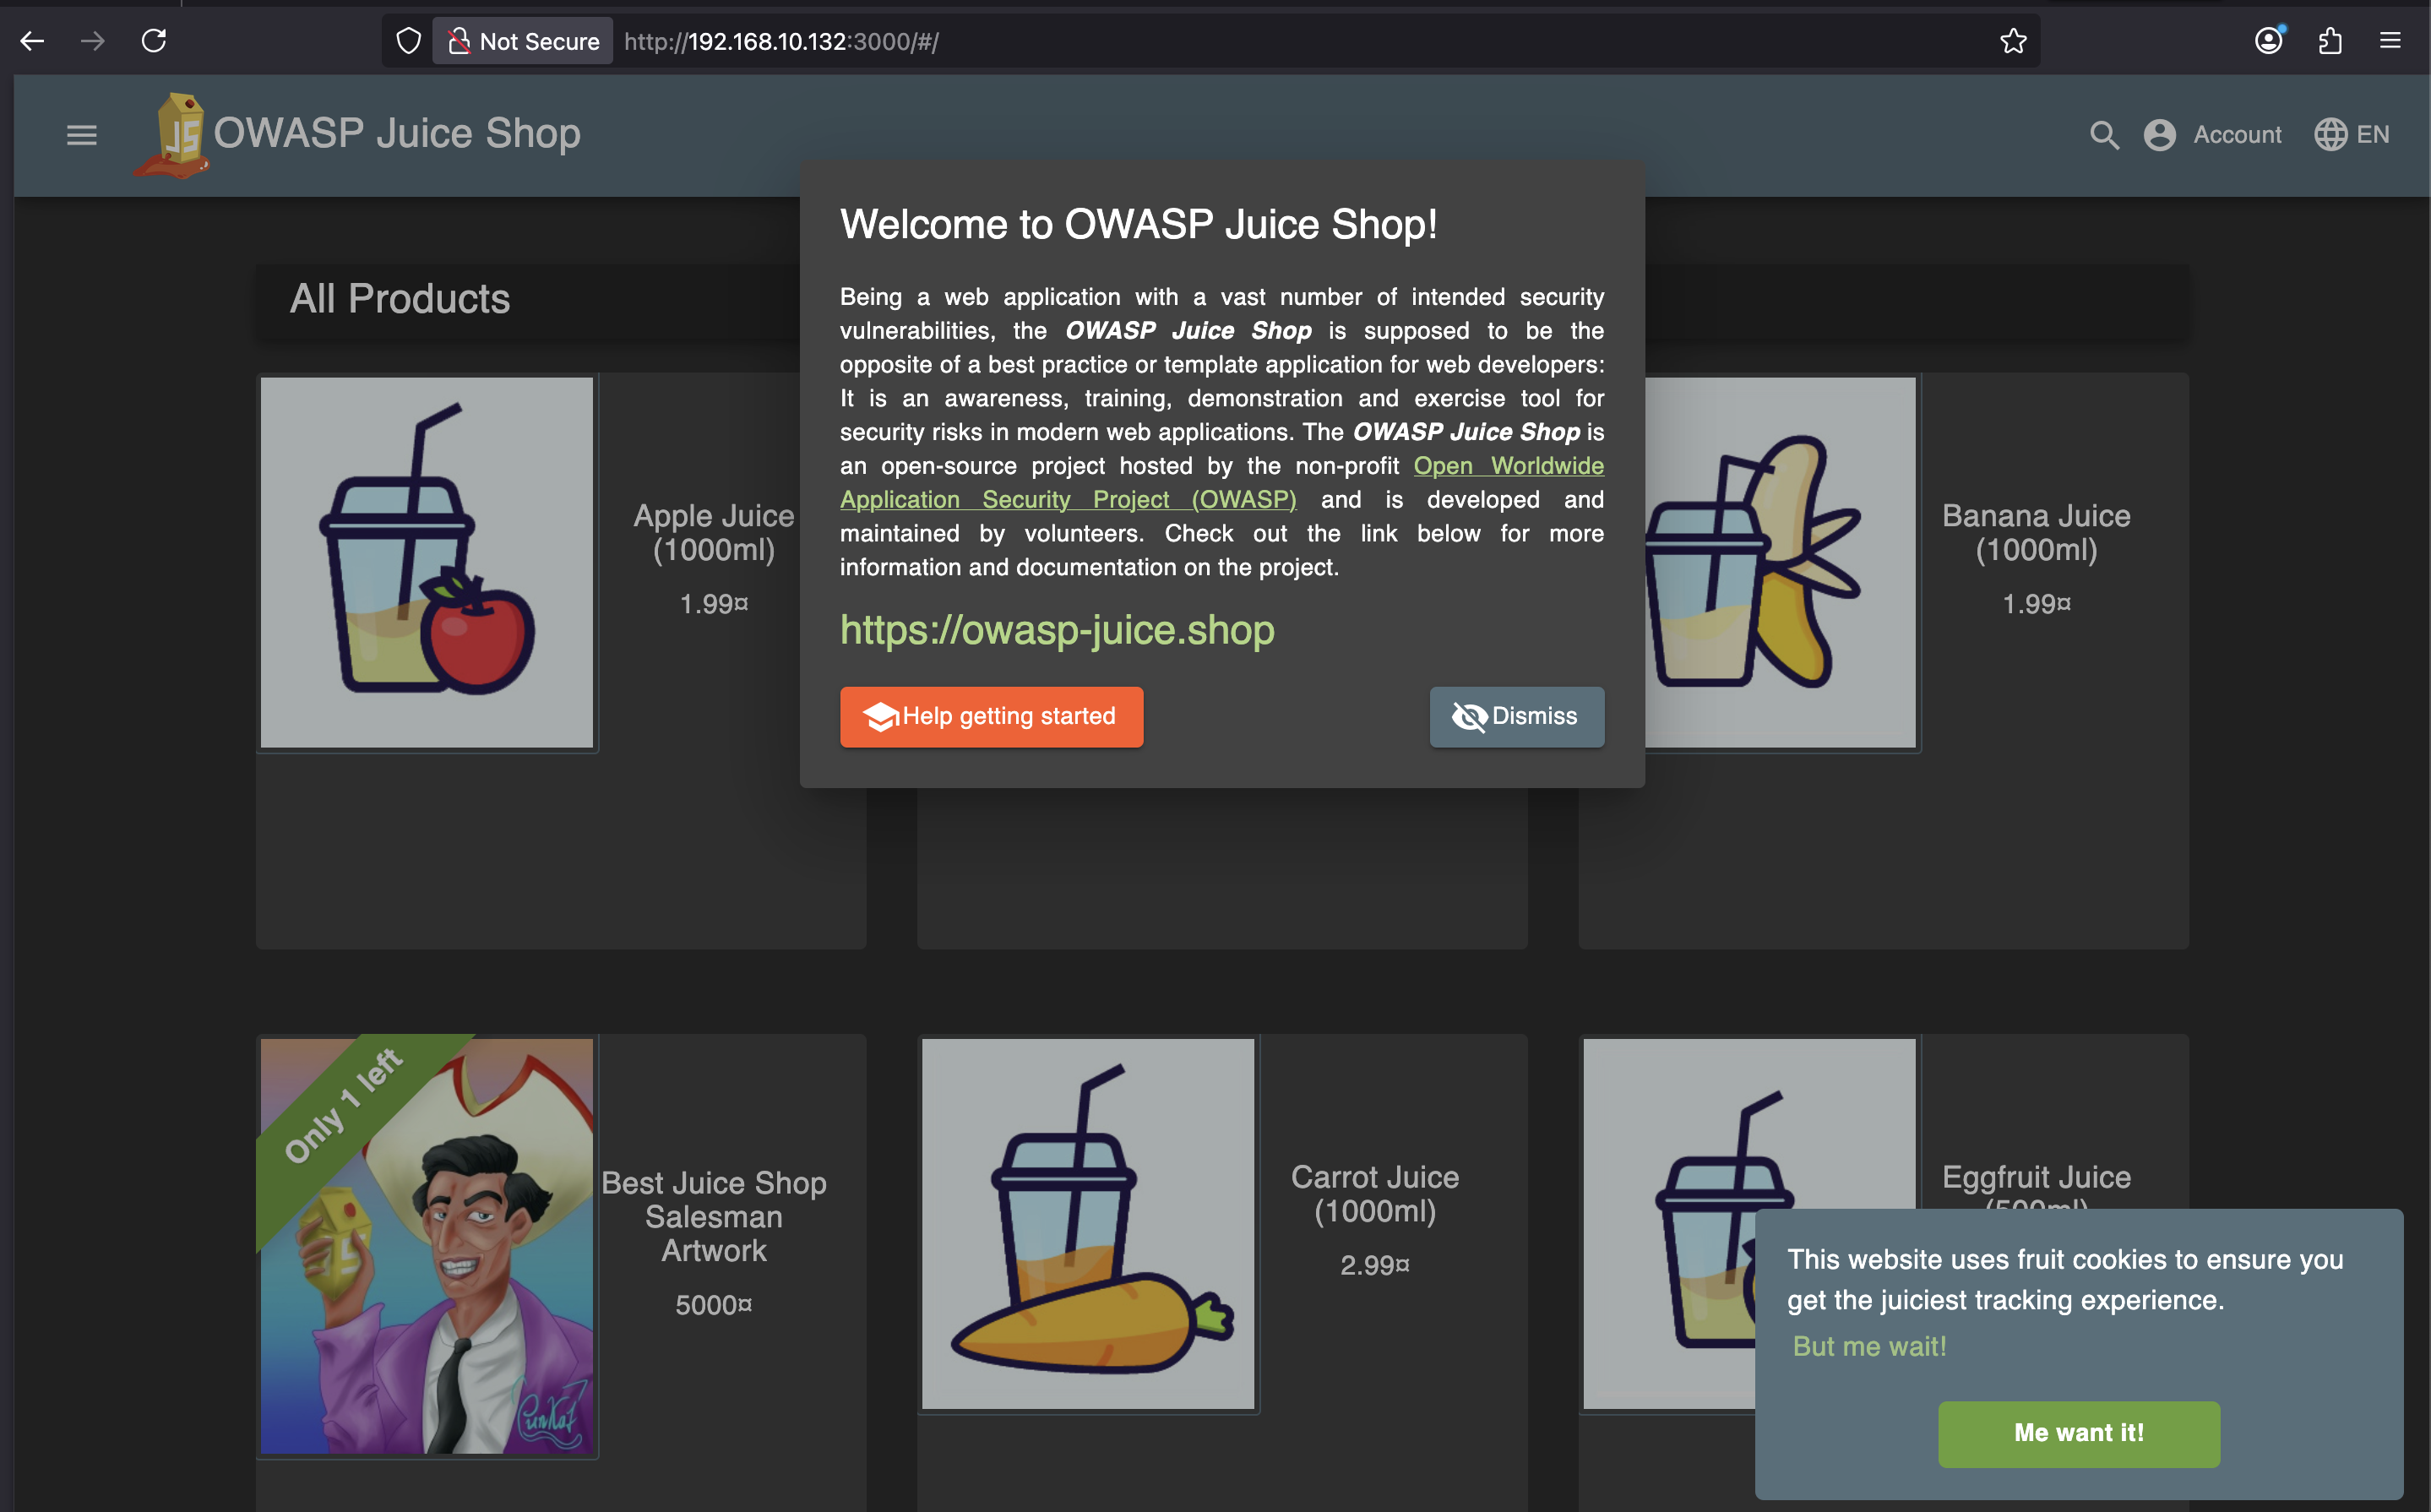 Not Secure
http://192.168.10.132:3000/#/
JS
OWASP Juice Shop
Account
EN
Welcome to OWASP Juice Shop!
Being a web application with a vast number of intended security
vulnerabilities, the OWASP Juice Shop is supposed to be the
opposite of a best practice or template application for web developers:
It is an awareness, training, demonstration and exercise tool for
security risks in modern web applications. The OWASP Juice Shop is
an open-source project hosted by the non-profit Open Worldwide
Application Security Project (OWASP) and is developed and
maintained by volunteers. Check out the link below for more
information and documentation on the project.
https://owasp-juice.shop
Help getting started
Dismiss
All Products
Apple Juice
(1000ml)
1.99¤
Banana Juice
(1000ml)
1.99¤
Only 1 left
Best Juice Shop
Salesman
Artwork
5000¤
Carrot Juice
(1000ml)
2.99¤
Eggfruit Juice
(500ml)
This website uses fruit cookies to ensure you
get the juiciest tracking experience.
But me wait!
Me want it!